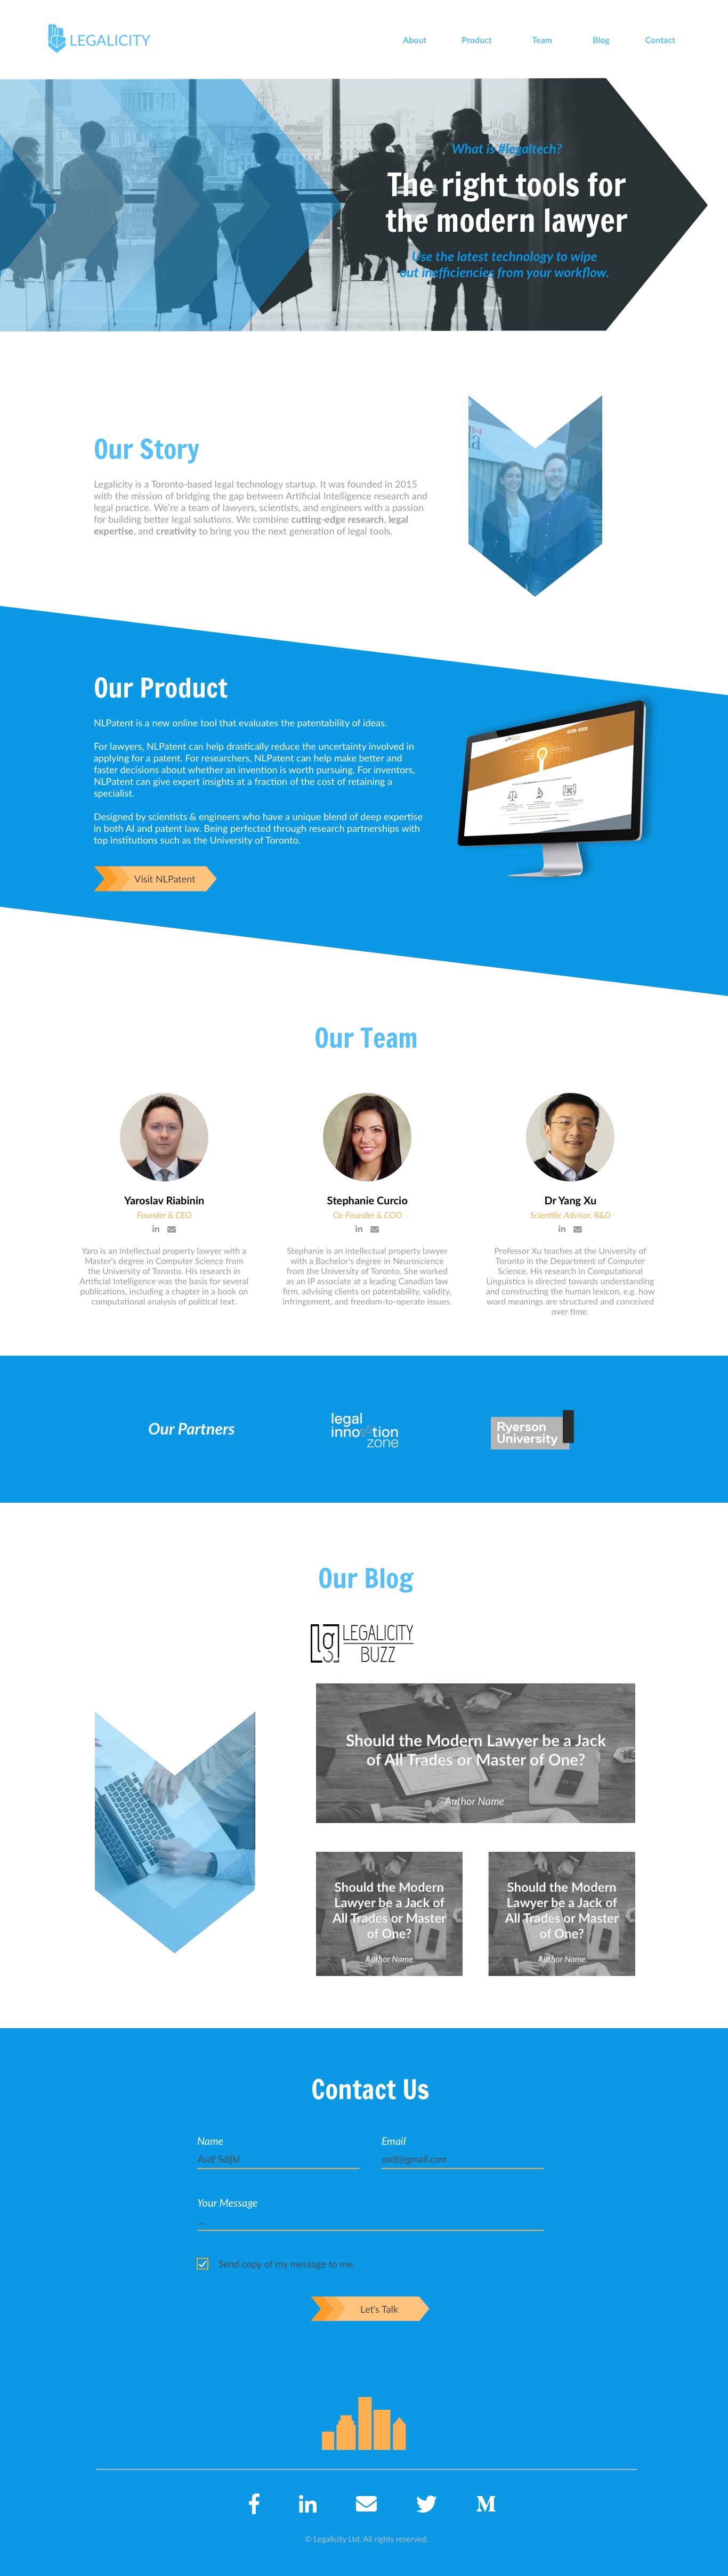 LEGALICITY
About Product Team Blog Contact
What is #legaltech?
The right tools for
the modern lawyer
Use the latest technology to wipe
out inefficiencies from your workflow.
Our Story
Legalicity is a Toronto-based legal technology startup. It was founded in 2015
with the mission of bridging the gap between Artificial Intelligence research and
legal practice. We're a team of lawyers, scientists, and engineers with a passion
for building better legal solutions. We combine cutting-edge research, legal
expertise, and creativity to bring you the next generation of legal tools.
Our Product
NLPatent is a new online tool that evaluates the patentability of ideas.
For lawyers, NLPatent can help drastically reduce the uncertainty involved in
applying for a patent. For researchers, NLPatent can help make better and
faster decisions about whether an invention is worth pursuing. For inventors,
NLPatent can give expert insights at a fraction of the cost of retaining a
specialist.
Designed by scientists & engineers who have a unique blend of deep expertise
in both AI and patent law. Being perfected through research partnerships with
top institutions such as the University of Toronto.
Visit NLPatent
Our Team
Yaroslav Riabinin
Founder & CEO
in
Yaro is an intellectual property lawyer with a
Master's degree in Computer Science from
the University of Toronto. His research in
Artificial Intelligence was the basis for several
publications, including a chapter in a book on
computational analysis of political text.
Stephanie Curcio
Co-Founder & COO
in
Stephanie is an intellectual property lawyer
with a Bachelor's degree in Neuroscience
from the University of Toronto. She worked
as an IP associate at a leading Canadian law
firm, advising clients on patentability, validity,
infringement, and freedom-to-operate issues.
Dr Yang Xu
Scientific Advisor, R&D
in
Professor Xu teaches at the University of
Toronto in the Department of Computer
Science. His research in Computational
Linguistics is directed towards understanding
and constructing the human lexicon, e.g. how
word meanings are structured and conceived
over time.
Our Partners
legal
innovation
zone
Ryerson
University
Our Blog
lg
LEGALICITY
BUZZ
Should the Modern Lawyer be a Jack
of All Trades or Master of One?
Author Name
Should the Modern
Lawyer be a Jack of
All Trades or Master
of One?
Author Name
Should the Modern
Lawyer be a Jack of
All Trades or Master
of One?
Author Name
Contact Us
Name
Asdf Sdfjkl
Email
asdf@gmail.com
Your Message
...
Send copy of my message to me.
Let's Talk
f in M
© Legalicity Ltd. All rights reserved.